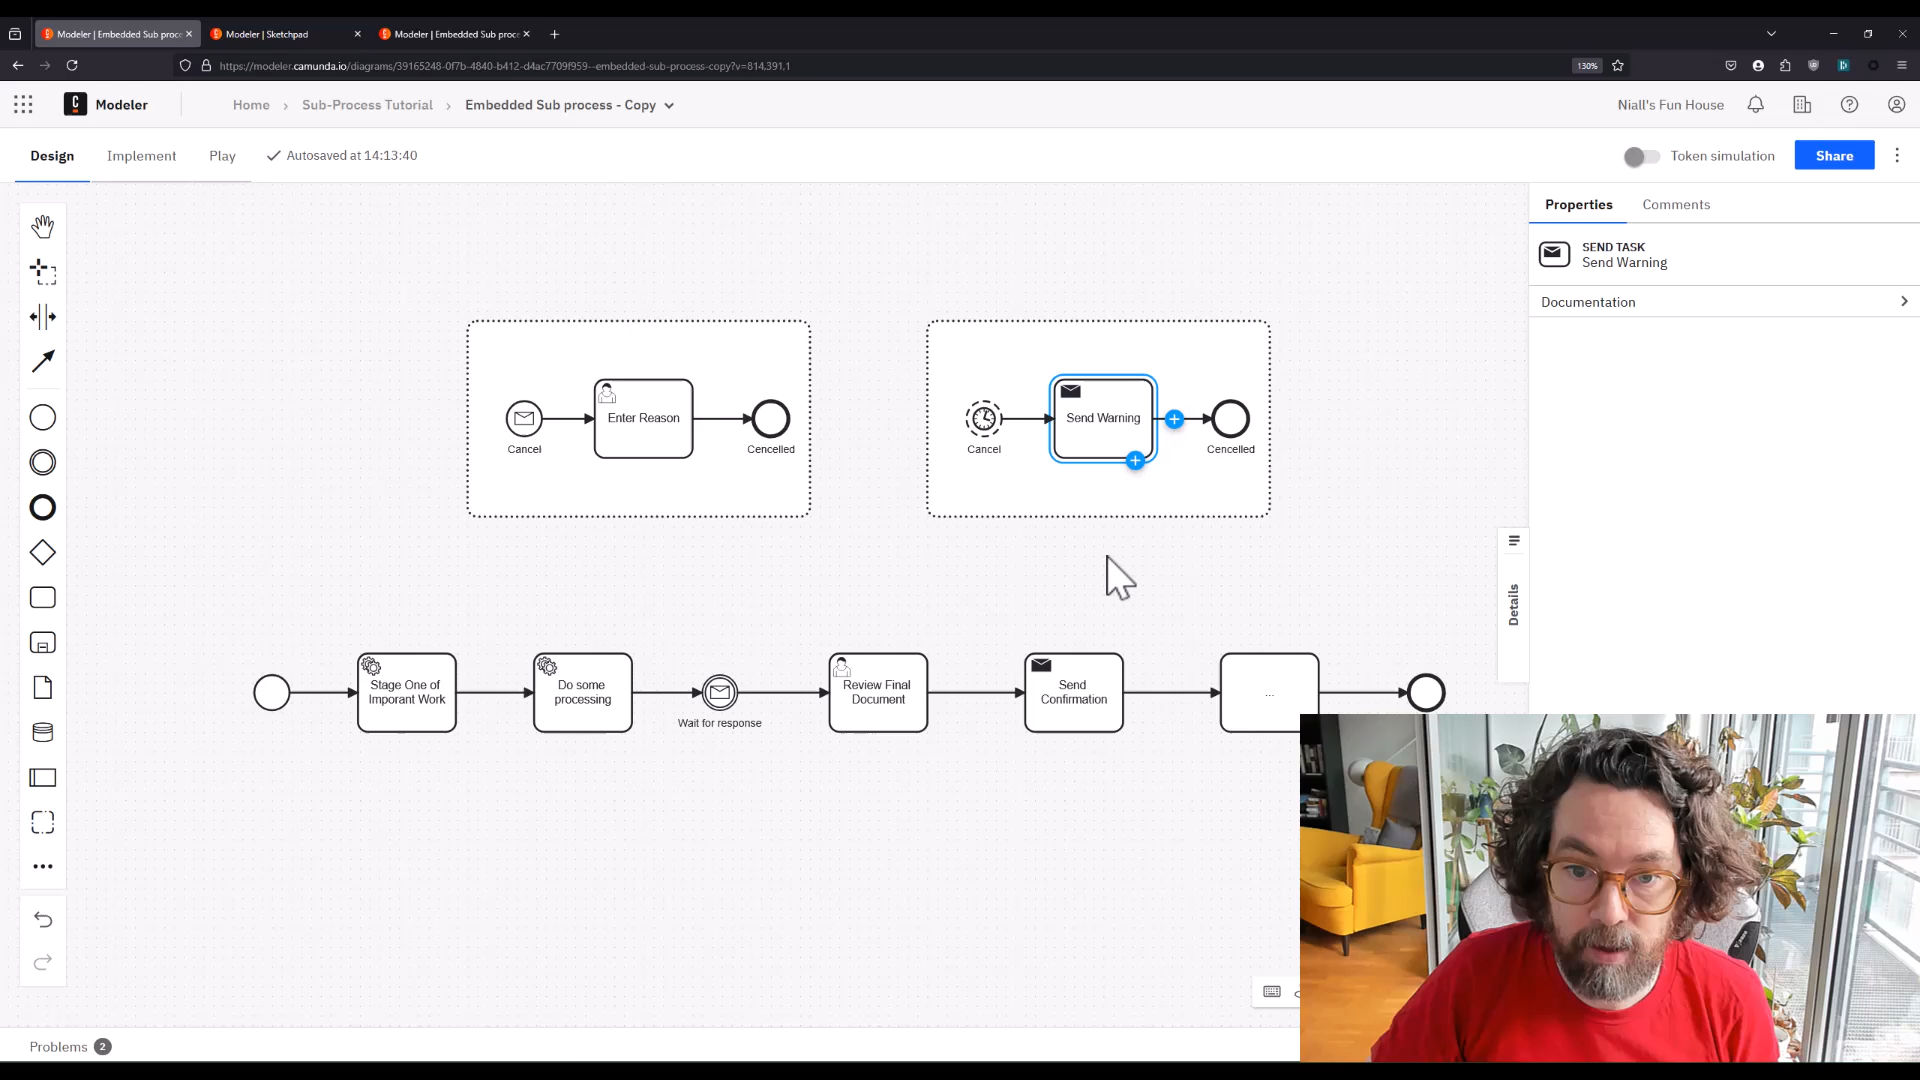 Modeler | Embedded Sub proce
Modeler | Sketchpad
Modeler | Embedded Sub proce
https://modeler.camunda.io/diagrams/39165248-0f7b-4840-b412-d4ac7709f959--embedded-sub-process-copy?v=814,391,1
130%
Modeler
Home
Sub-Process Tutorial
Embedded Sub process - Copy
Niall's Fun House
Design
Implement
Play
Autosaved at 14:13:40
Token simulation
Share
Properties
Comments
SEND TASK
Send Warning
Documentation
Enter Reason
Cancel
Cencelled
Send Warning
Cancel
Cencelled
Details
Stage One of
Imporant Work
Do some
processing
Wait for response
Review Final
Document
Send
Confirmation
...
Problems
2